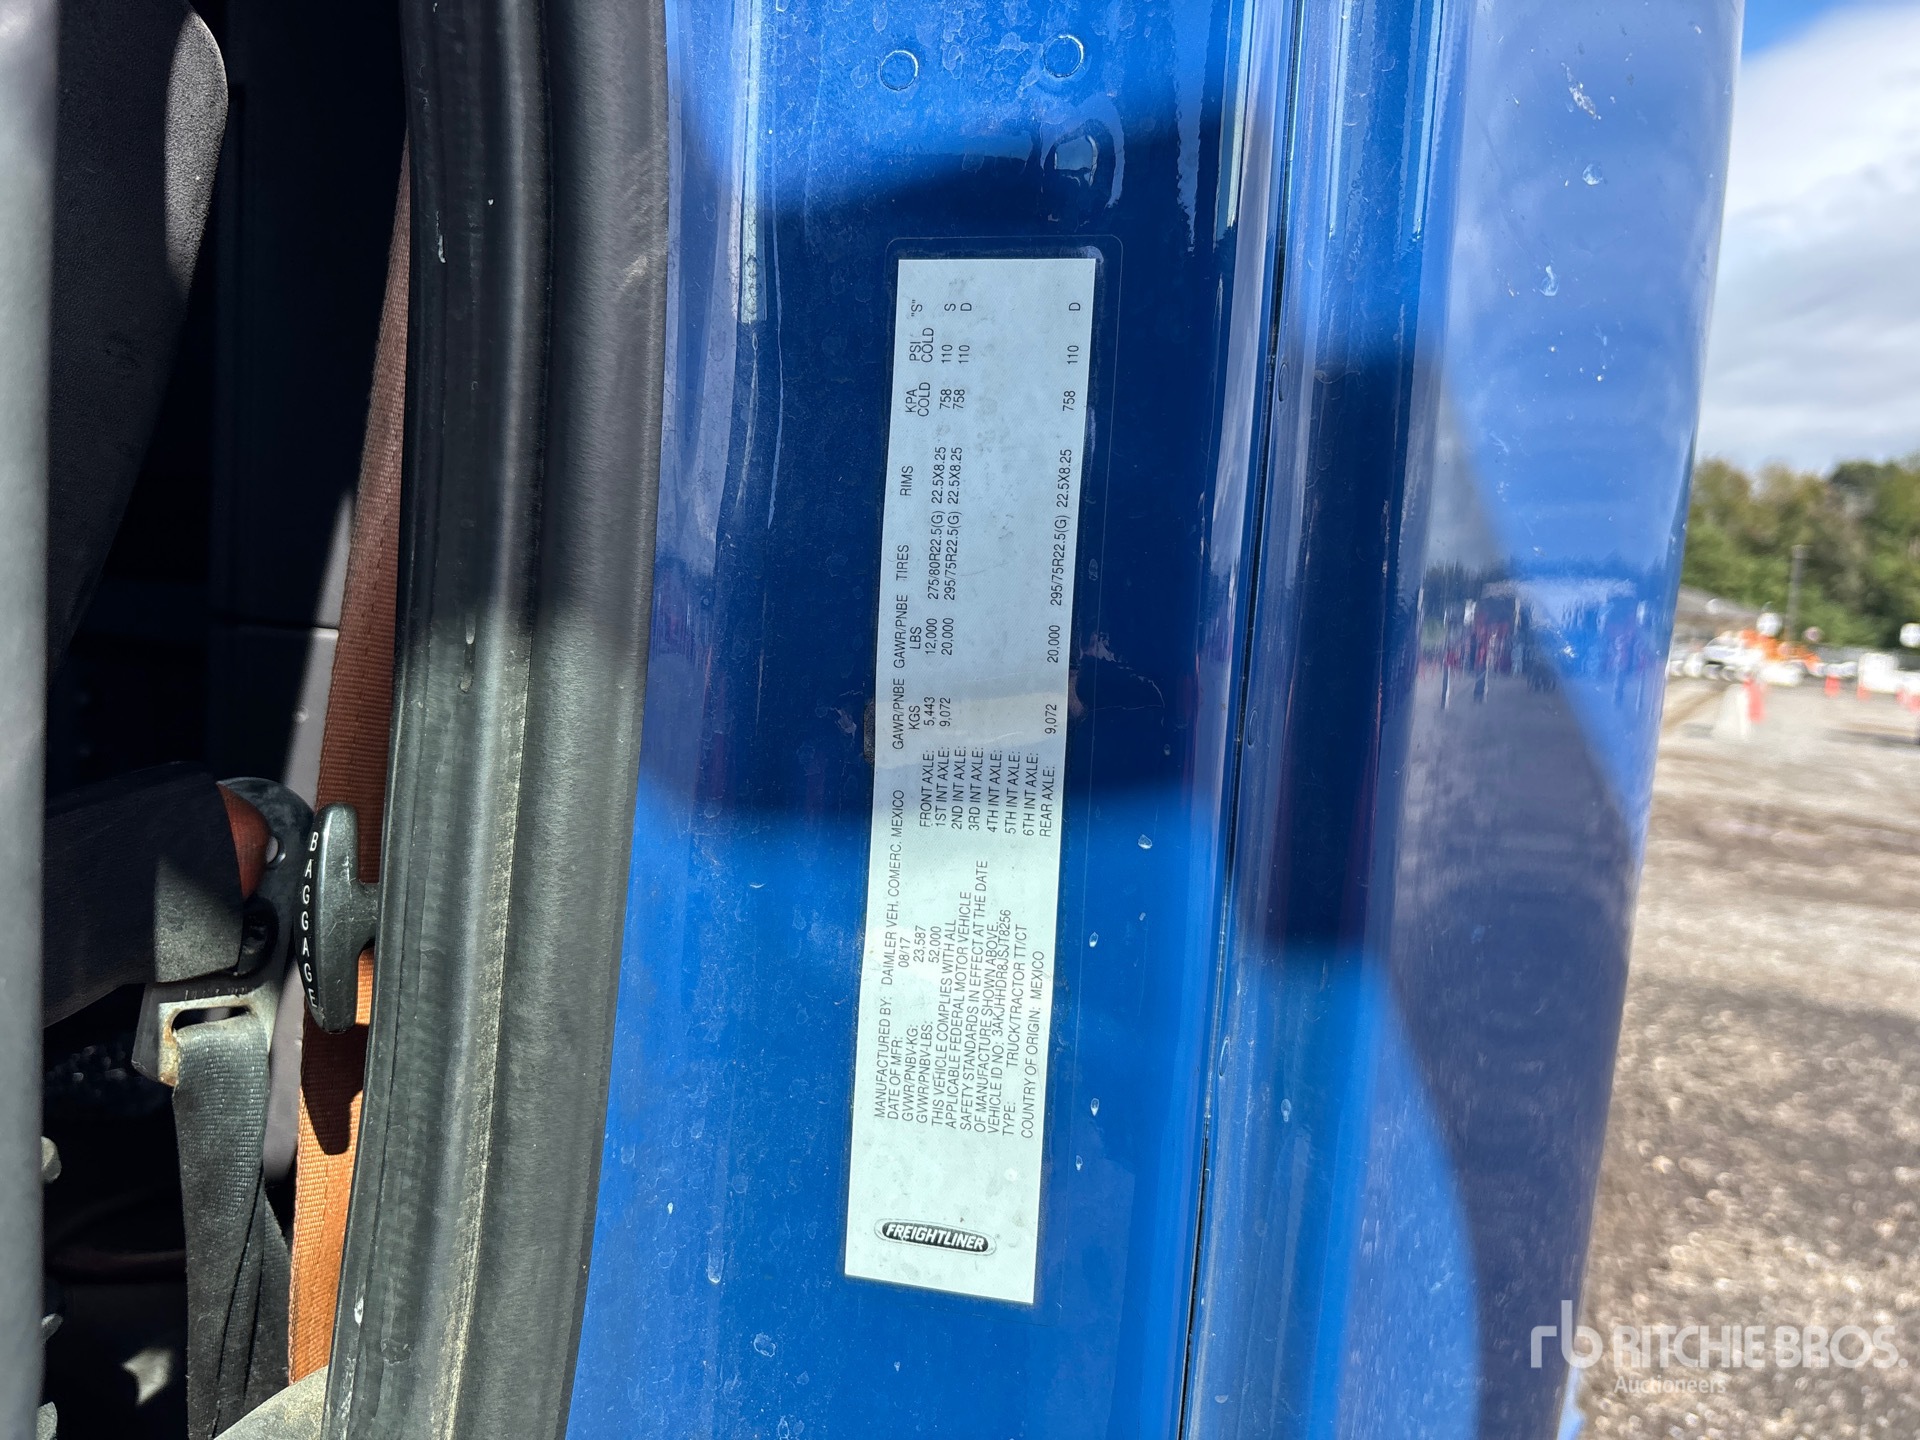 FREIGHTLINER
MANUFACTURED BY: DAIMLER VEH. COMERC. MEXICO
DATE OF MFR: 08/17
GVWR/PNBV-KG: 23,587
GVWR/PNBV-LBS: 52,000
THIS VEHICLE COMPLIES WITH ALL
APPLICABLE FEDERAL MOTOR VEHICLE
SAFETY STANDARDS IN EFFECT AT THE DATE
OF MANUFACTURE SHOWN ABOVE.
VEHICLE ID NO: 3AKJHHDR8JSJT8256
TYPE: TRUCK/TRACTOR TT/CT
COUNTRY OF ORIGIN: MEXICO
GAWR/PNBE GAWR/PNBE TIRES RIMS KPA PSI "S"
KGS LBS COLD COLD
FRONT AXLE: 5,443 12,000 275/80R22.5(G) 22.5X8.25 758 110 S
1ST INT AXLE: 9,072 20,000 295/75R22.5(G) 22.5X8.25 758 110 D
2ND INT AXLE:
3RD INT AXLE:
4TH INT AXLE:
5TH INT AXLE:
6TH INT AXLE:
REAR AXLE: 9,072 20,000 295/75R22.5(G) 22.5X8.25 758 110 D
BAGGAGE
rb RITCHIE BROS.
Auctioneers